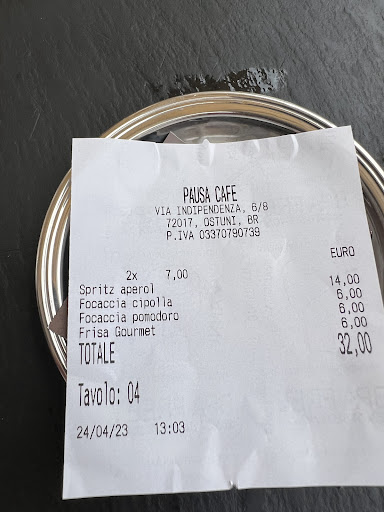 PAUSA CAFE
VIA INDIPENDENZA, 6/8
72017, OSTUNI, BR
P.IVA 03370790739
EURO
2x 7,00
Spritz aperol 14,00
Focaccia cipolla 6,00
Focaccia pomodoro 6,00
Frisa Gourmet 6,00
TOTALE 32,00
Tavolo: 04
24/04/23 13:03